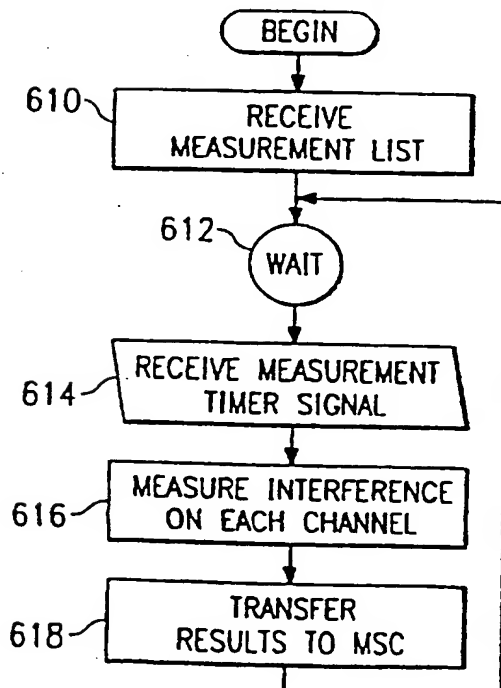 BEGIN
610
RECEIVE
MEASUREMENT LIST
612
WAIT
614
RECEIVE MEASUREMENT
TIMER SIGNAL
616
MEASURE INTERFERENCE
ON EACH CHANNEL
618
TRANSFER
RESULTS TO MSC